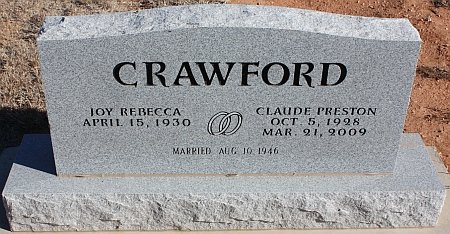 CRAWFORD
JOY REBECCA
APRIL 15, 1930
CLAUDE PRESTON
OCT. 5, 1928
MAR. 21, 2009
MARRIED AUG. 10, 1946